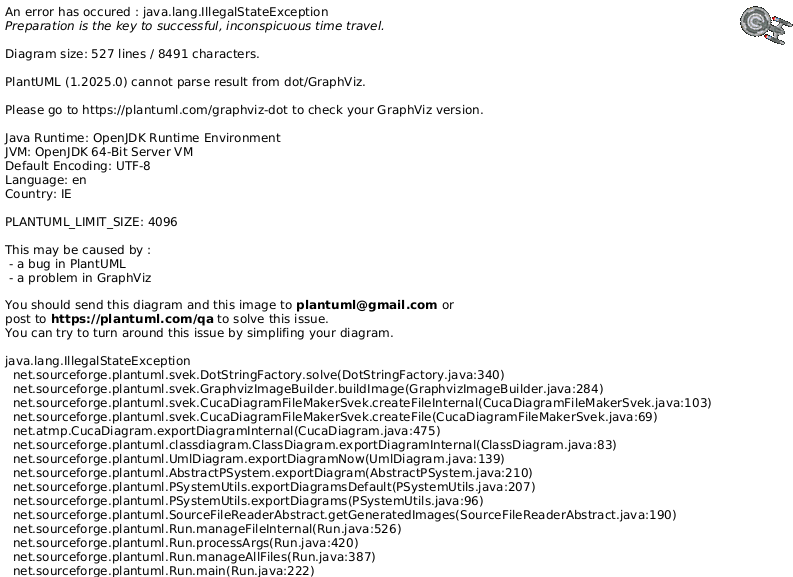 An error has occured : java.lang.IllegalStateException
Preparation is the key to successful, inconspicuous time travel.
Diagram size: 527 lines / 8491 characters.
PlantUML (1.2025.0) cannot parse result from dot/GraphViz.
Please go to https://plantuml.com/graphviz-dot to check your GraphViz version.
Java Runtime: OpenJDK Runtime Environment
JVM: OpenJDK 64-Bit Server VM
Default Encoding: UTF-8
Language: en
Country: IE
PLANTUML_LIMIT_SIZE: 4096
This may be caused by :
- a bug in PlantUML
- a problem in GraphViz
You should send this diagram and this image to plantuml@gmail.com or
post to https://plantuml.com/qa to solve this issue.
You can try to turn around this issue by simplifing your diagram.
java.lang.IllegalStateException
net.sourceforge.plantuml.svek.DotStringFactory.solve(DotStringFactory.java:340)
net.sourceforge.plantuml.svek.GraphvizImageBuilder.buildImage(GraphvizImageBuilder.java:284)
net.sourceforge.plantuml.svek.CucaDiagramFileMakerSvek.createFileInternal(CucaDiagramFileMakerSvek.java:103)
net.sourceforge.plantuml.svek.CucaDiagramFileMakerSvek.createFile(CucaDiagramFileMakerSvek.java:69)
net.atmp.CucaDiagram.exportDiagramInternal(CucaDiagram.java:475)
net.sourceforge.plantuml.classdiagram.ClassDiagram.exportDiagramInternal(ClassDiagram.java:83)
net.sourceforge.plantuml.UmlDiagram.exportDiagramNow(UmlDiagram.java:139)
net.sourceforge.plantuml.AbstractPSystem.exportDiagram(AbstractPSystem.java:210)
net.sourceforge.plantuml.PSystemUtils.exportDiagramsDefault(PSystemUtils.java:207)
net.sourceforge.plantuml.PSystemUtils.exportDiagrams(PSystemUtils.java:96)
net.sourceforge.plantuml.SourceFileReaderAbstract.getGeneratedImages(SourceFileReaderAbstract.java:190)
net.sourceforge.plantuml.Run.manageFileInternal(Run.java:526)
net.sourceforge.plantuml.Run.processArgs(Run.java:420)
net.sourceforge.plantuml.Run.manageAllFiles(Run.java:387)
net.sourceforge.plantuml.Run.main(Run.java:222)